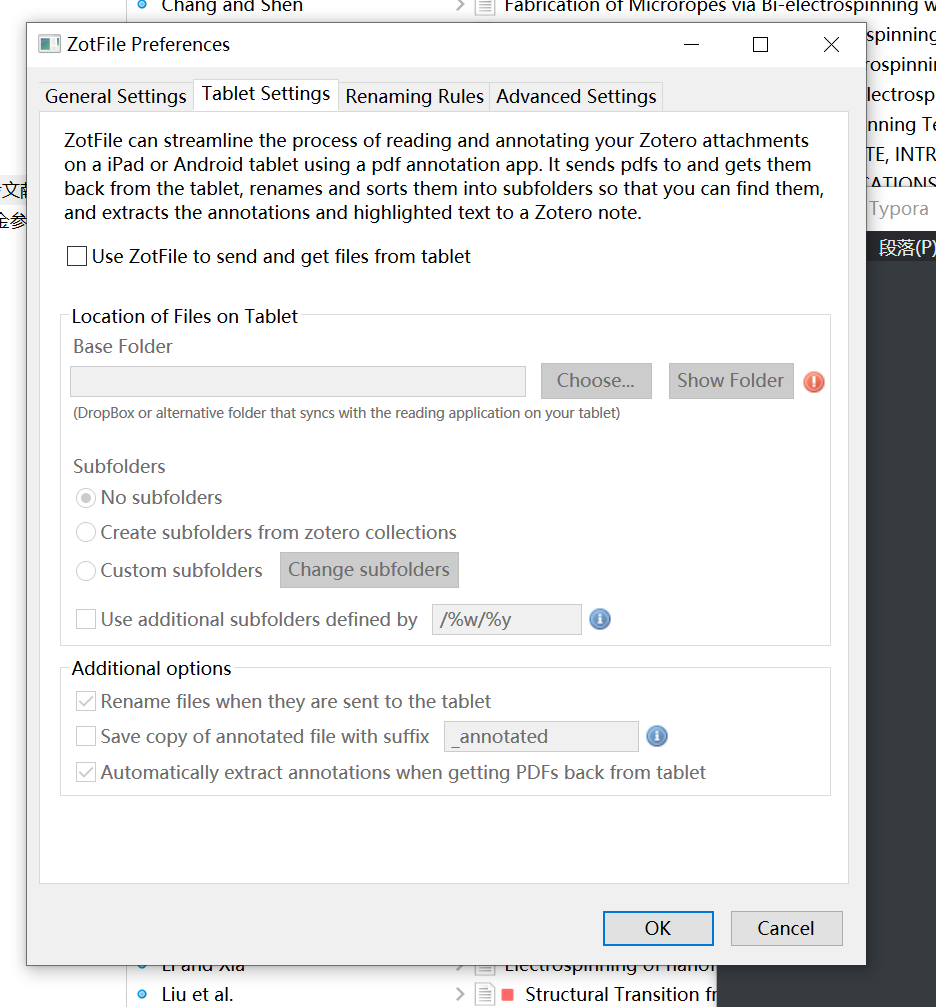 Chang and Shen
Fabrication of Microropes via Bi-electrospinning w
ZotFile Preferences
spinning
rospinnin
lectrosp
nning Te
TE, INTR
CATIONS
Typora
段落(P)
General Settings
Tablet Settings
Renaming Rules
Advanced Settings
ZotFile can streamline the process of reading and annotating your Zotero attachments
on a iPad or Android tablet using a pdf annotation app. It sends pdfs to and gets them
back from the tablet, renames and sorts them into subfolders so that you can find them,
and extracts the annotations and highlighted text to a Zotero note.
Use ZotFile to send and get files from tablet
Location of Files on Tablet
Base Folder
Choose...
Show Folder
(DropBox or alternative folder that syncs with the reading application on your tablet)
Subfolders
No subfolders
Create subfolders from zotero collections
Custom subfolders
Change subfolders
Use additional subfolders defined by
/%w/%y
Additional options
Rename files when they are sent to the tablet
Save copy of annotated file with suffix
_annotated
Automatically extract annotations when getting PDFs back from tablet
OK
Cancel
Li and Xia
Electrospinning of nanof
Liu et al.
Structural Transition fr